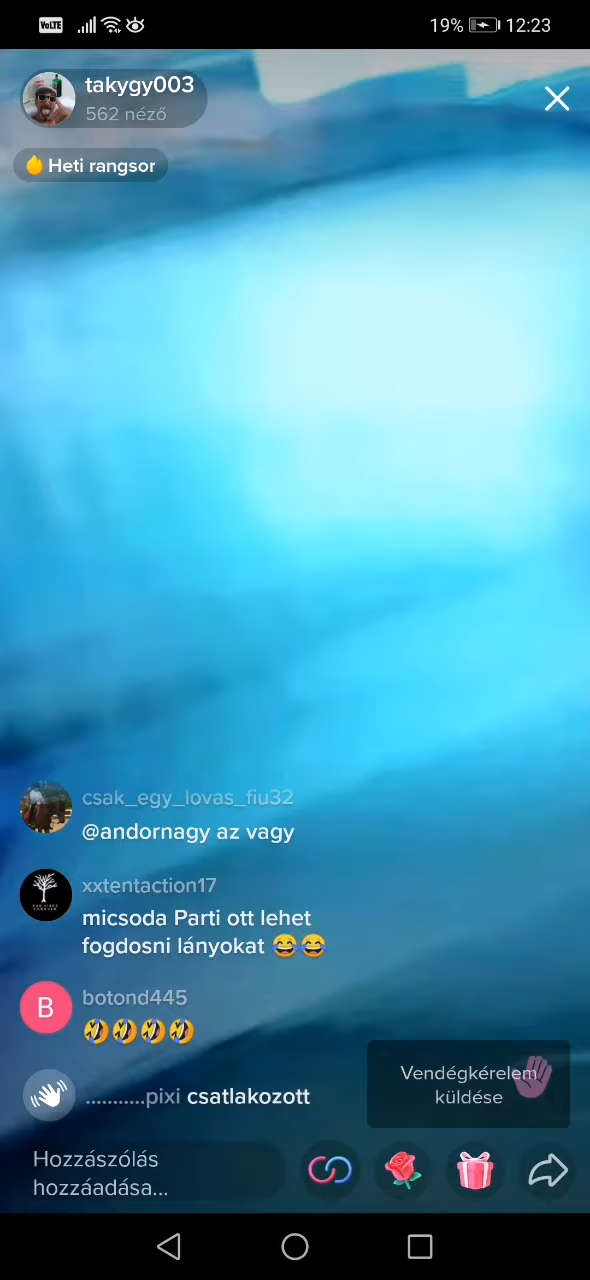 VoLTE
19%
12:23
takygy003
562 néző
Heti rangsor
csak_egy_lovas_fiu32
@andornagy az vagy
xxtentaction17
micsoda Parti ott lehet
fogdosni lányokat 😂😂
B
botond445
🤣🤣🤣🤣
...........pixi csatlakozott
Vendégkérelem
küldése
Hozzászólás
hozzáadása...